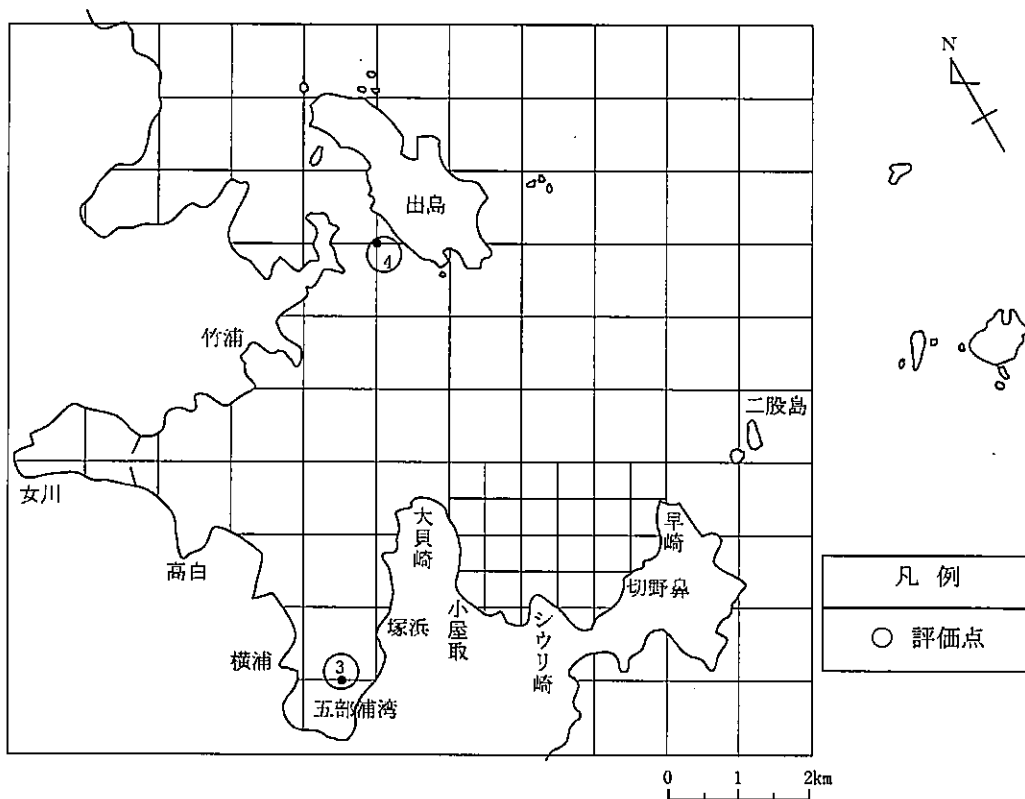 N
出島
4
竹浦
二股島
女川
大貝崎
早崎
高白
切野鼻
小屋取
シウリ崎
塚浜
横浦
3
五部浦湾
凡 例
○ 評価点
0 1 2km